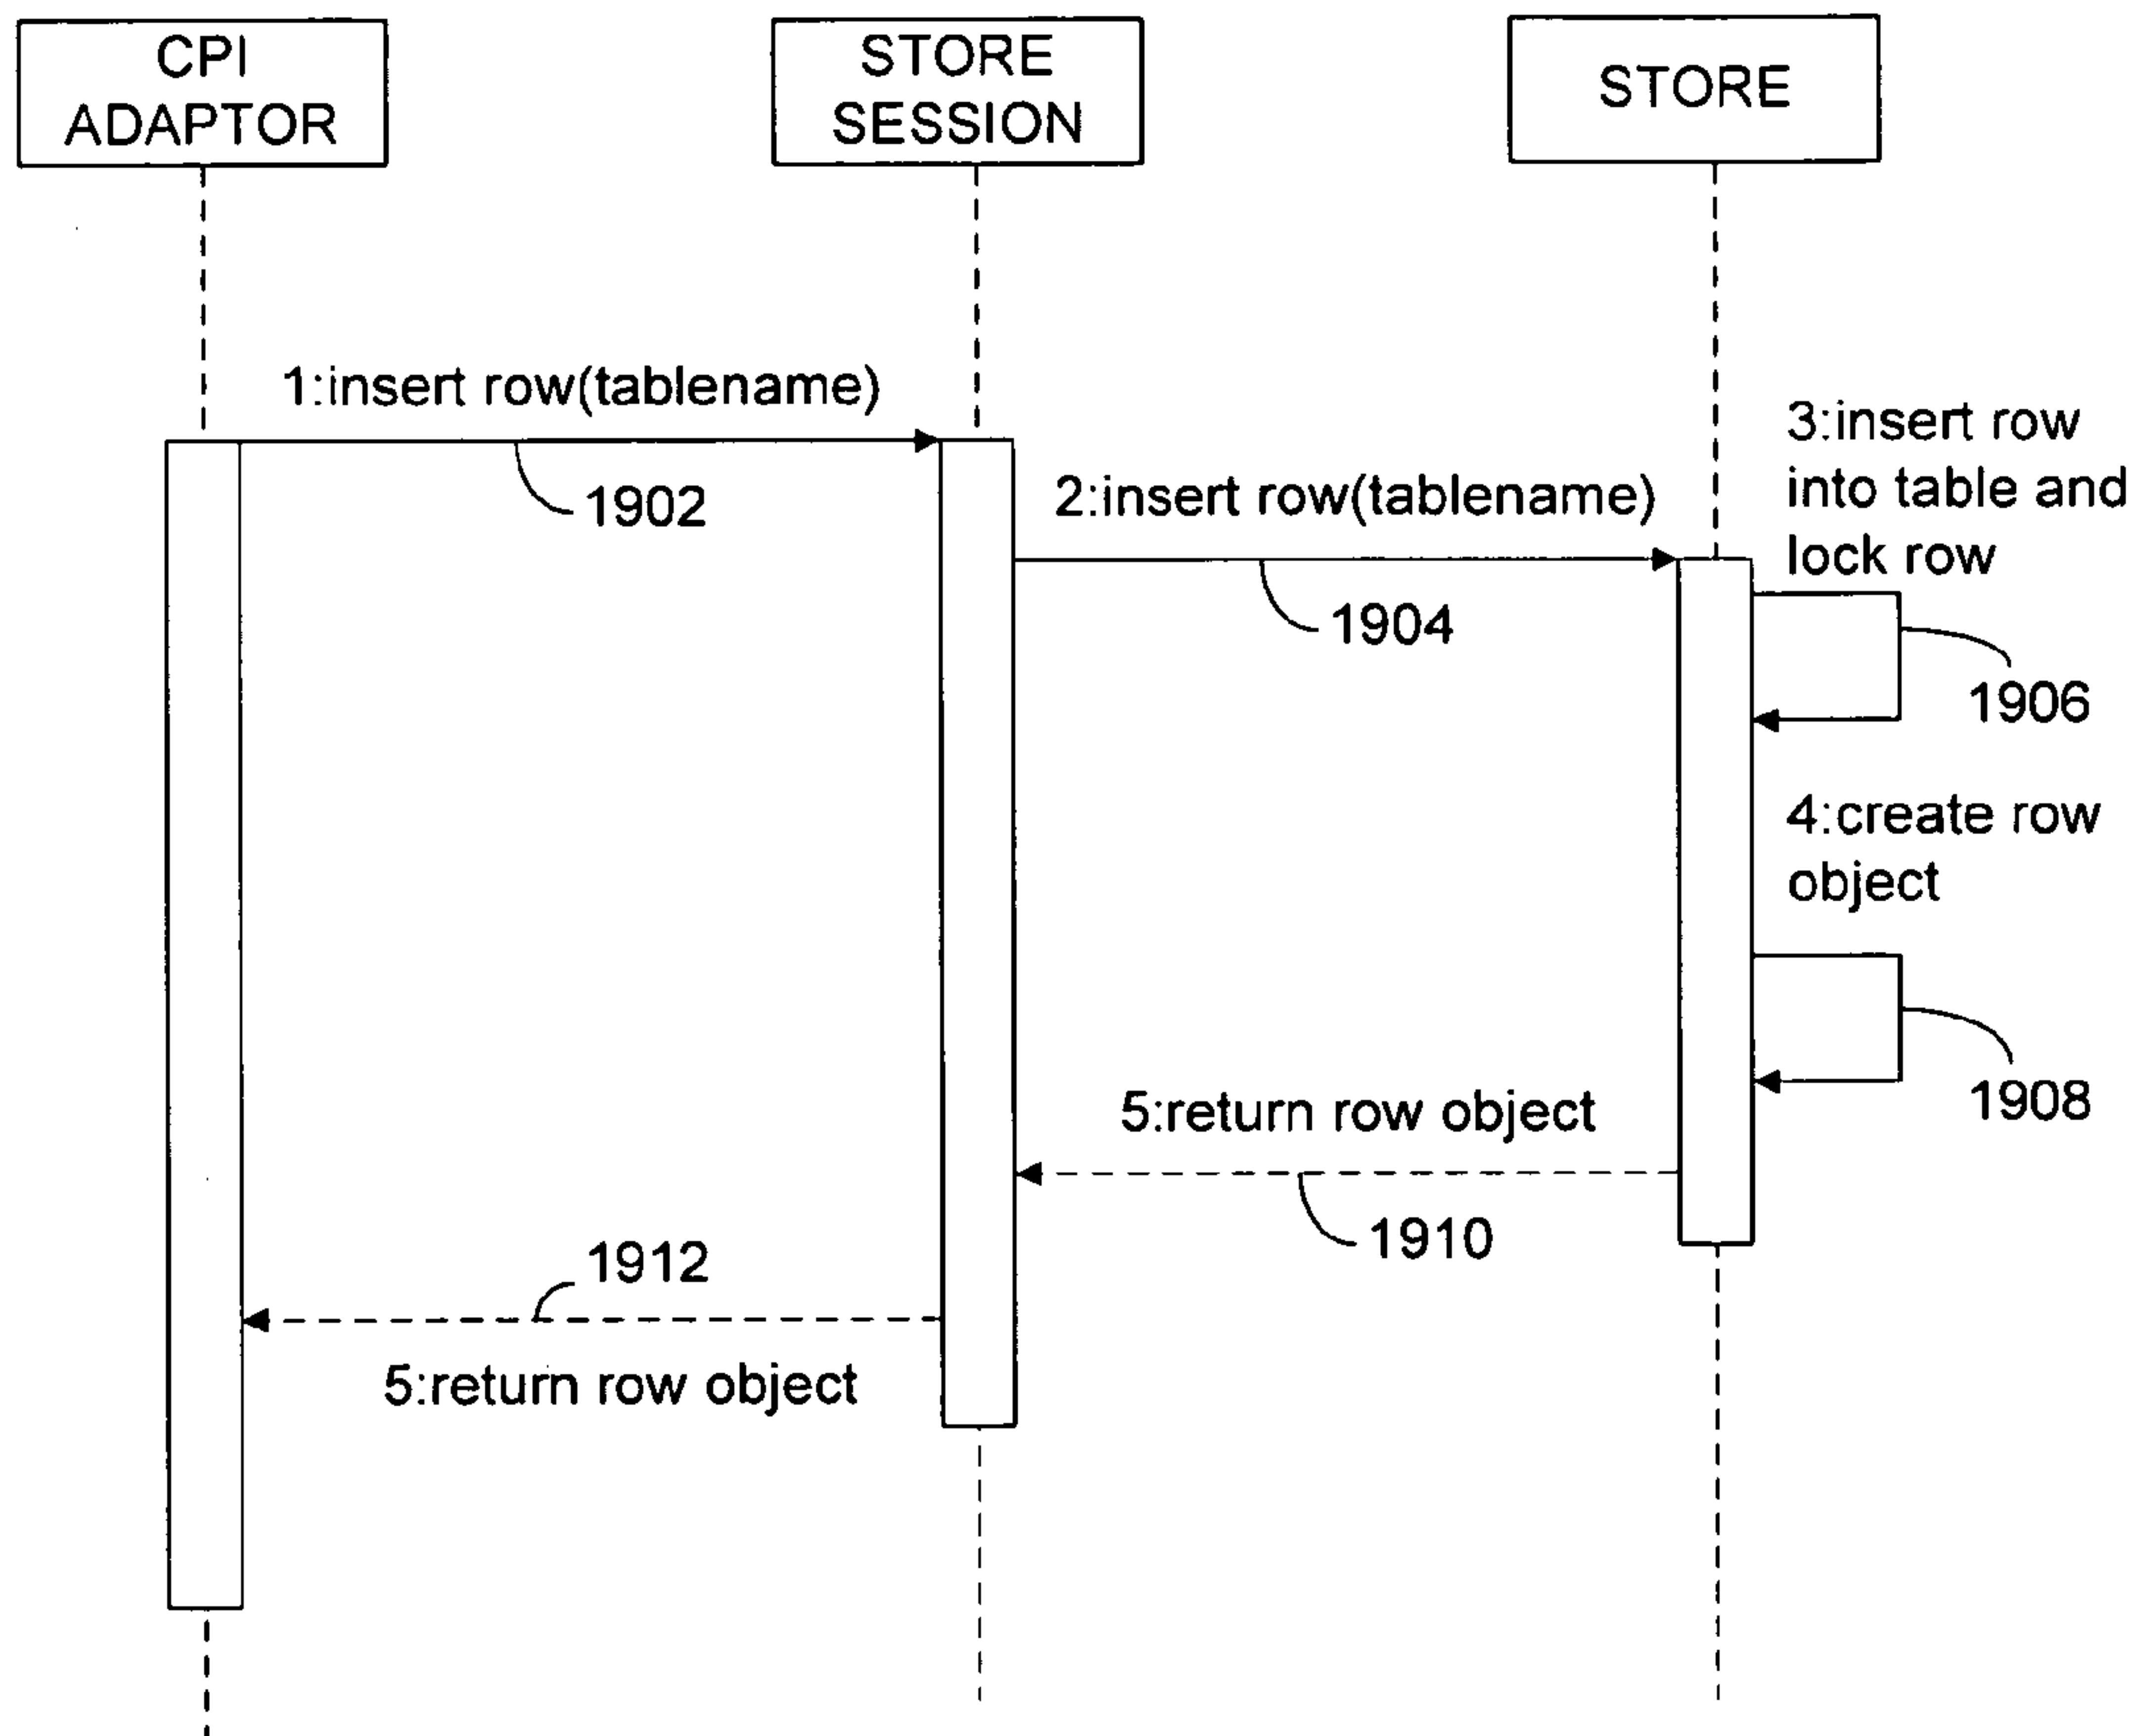 CPI
ADAPTOR
STORE
SESSION
STORE
1:insert row(tablename)
1902
2:insert row(tablename)
1904
3:insert row
into table and
lock row
1906
4:create row
object
1908
5:return row object
1910
1912
5:return row object